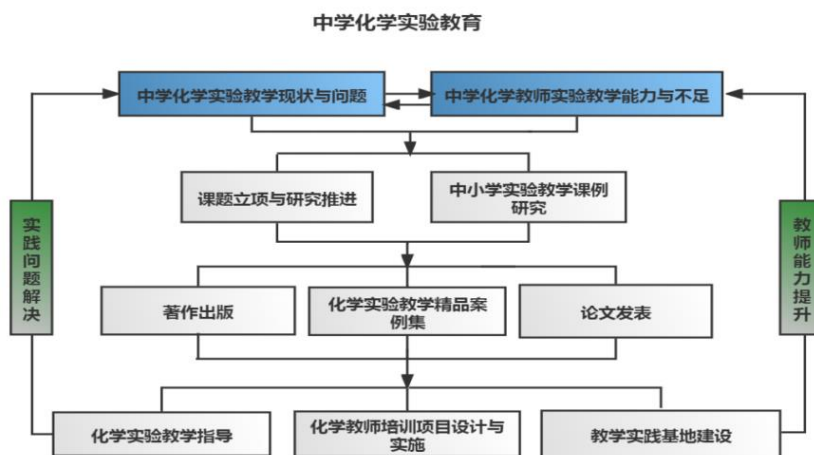 中学化学实验教育
中学化学实验教学现状与问题
中学化学教师实验教学能力与不足
课题立项与研究推进
中小学实验教学课例
研究
实践问题解决
教师能力提升
著作出版
化学实验教学精品案
例集
论文发表
化学实验教学指导
化学教师培训项目设计与
实施
教学实践基地建设